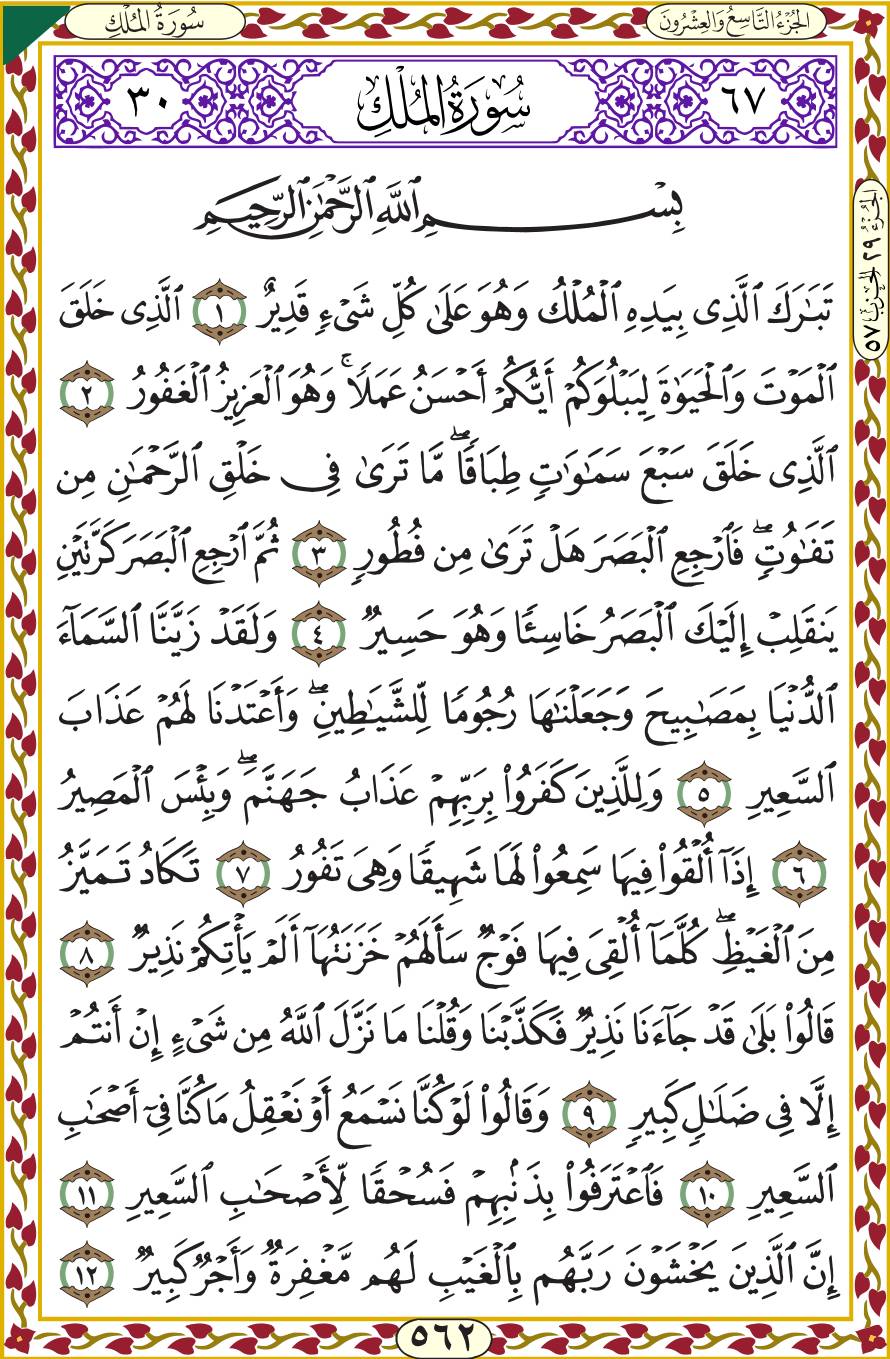 سُورَةُ المُلْكِ
الجُزْءُ التَّاسِعُ وَالعِشْرُونَ
٣٠
سُورَةُ المُلْكِ
٦٧
الجُزْءُ ٢٩ الحِزْبُ ٥٧
بِسْمِ ٱللَّهِ ٱلرَّحْمَٰنِ ٱلرَّحِيمِ
تَبَٰرَكَ ٱلَّذِى بِيَدِهِ ٱلْمُلْكُ وَهُوَ عَلَىٰ كُلِّ شَىْءٍ قَدِيرٌ ١ ٱلَّذِى خَلَقَ
ٱلْمَوْتَ وَٱلْحَيَوٰةَ لِيَبْلُوَكُمْ أَيُّكُمْ أَحْسَنُ عَمَلًا ۚ وَهُوَ ٱلْعَزِيزُ ٱلْغَفُورُ ٢
ٱلَّذِى خَلَقَ سَبْعَ سَمَٰوَٰتٍ طِبَاقًا ۖ مَّا تَرَىٰ فِى خَلْقِ ٱلرَّحْمَٰنِ مِن
تَفَٰوُتٍ ۖ فَٱرْجِعِ ٱلْبَصَرَ هَلْ تَرَىٰ مِن فُطُورٍ ٣ ثُمَّ ٱرْجِعِ ٱلْبَصَرَ كَرَّتَيْنِ
يَنقَلِبْ إِلَيْكَ ٱلْبَصَرُ خَاسِئًا وَهُوَ حَسِيرٌ ٤ وَلَقَدْ زَيَّنَّا ٱلسَّمَآءَ
ٱلدُّنْيَا بِمَصَٰبِيحَ وَجَعَلْنَٰهَا رُجُومًا لِّلشَّيَٰطِينِ ۖ وَأَعْتَدْنَا لَهُمْ عَذَابَ
ٱلسَّعِيرِ ٥ وَلِلَّذِينَ كَفَرُوا۟ بِرَبِّهِمْ عَذَابُ جَهَنَّمَ ۖ وَبِئْسَ ٱلْمَصِيرُ
٦ إِذَآ أُلْقُوا۟ فِيهَا سَمِعُوا۟ لَهَا شَهِيقًا وَهِىَ تَفُورُ ٧ تَكَادُ تَمَيَّزُ
مِنَ ٱلْغَيْظِ ۖ كُلَّمَآ أُلْقِىَ فِيهَا فَوْجٌ سَأَلَهُمْ خَزَنَتُهَآ أَلَمْ يَأْتِكُمْ نَذِيرٌ ٨
قَالُوا۟ بَلَىٰ قَدْ جَآءَنَا نَذِيرٌ فَكَذَّبْنَا وَقُلْنَا مَا نَزَّلَ ٱللَّهُ مِن شَىْءٍ إِنْ أَنتُمْ
إِلَّا فِى ضَلَٰلٍ كَبِيرٍ ٩ وَقَالُوا۟ لَوْ كُنَّا نَسْمَعُ أَوْ نَعْقِلُ مَا كُنَّا فِىٓ أَصْحَٰبِ
ٱلسَّعِيرِ ١٠ فَٱعْتَرَفُوا۟ بِذَنۢبِهِمْ فَسُحْقًا لِّأَصْحَٰبِ ٱلسَّعِيرِ ١١
إِنَّ ٱلَّذِينَ يَخْشَوْنَ رَبَّهُم بِٱلْغَيْبِ لَهُم مَّغْفِرَةٌ وَأَجْرٌ كَبِيرٌ ١٢
٥٦٢